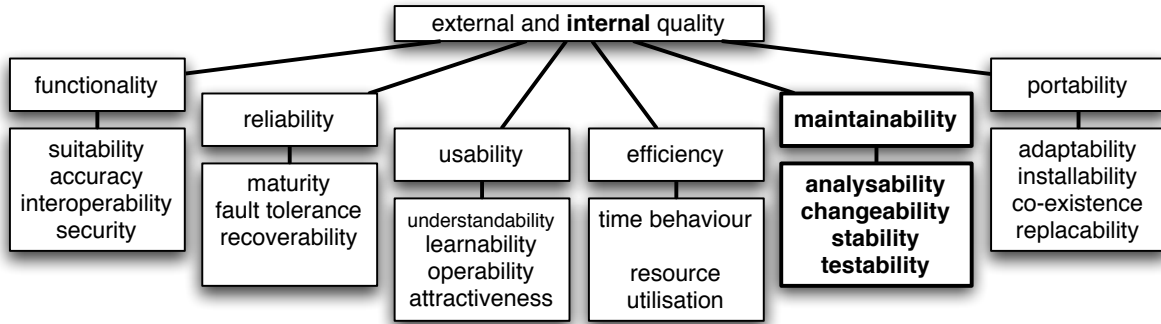 external and internal quality
functionality
suitability
accuracy
interoperability
security
reliability
maturity
fault tolerance
recoverability
usability
understandability
learnability
operability
attractiveness
efficiency
time behaviour
resource
utilisation
maintainability
analysability
changeability
stability
testability
portability
adaptability
installability
co-existence
replacability